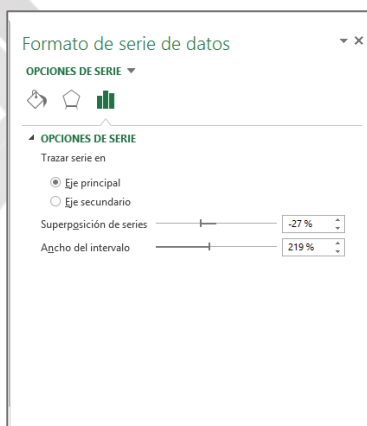 Formato de serie de datos
OPCIONES DE SERIE
OPCIONES DE SERIE
Trazar serie en
Eje principal
Eje secundario
Superposición de series -27 %
Ancho del intervalo 219 %